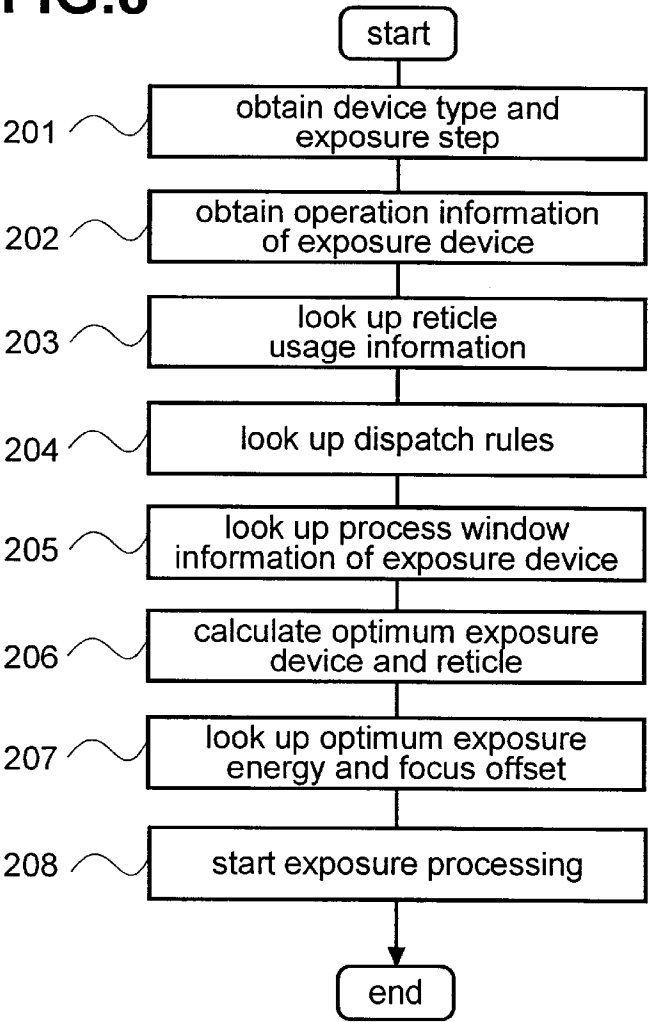 FIG.
start
201
obtain device type and
exposure step
202
obtain operation information
of exposure device
203
look up reticle
usage information
204
look up dispatch rules
205
look up process window
information of exposure device
206
calculate optimum exposure
device and reticle
207
look up optimum exposure
energy and focus offset
208
start exposure processing
end